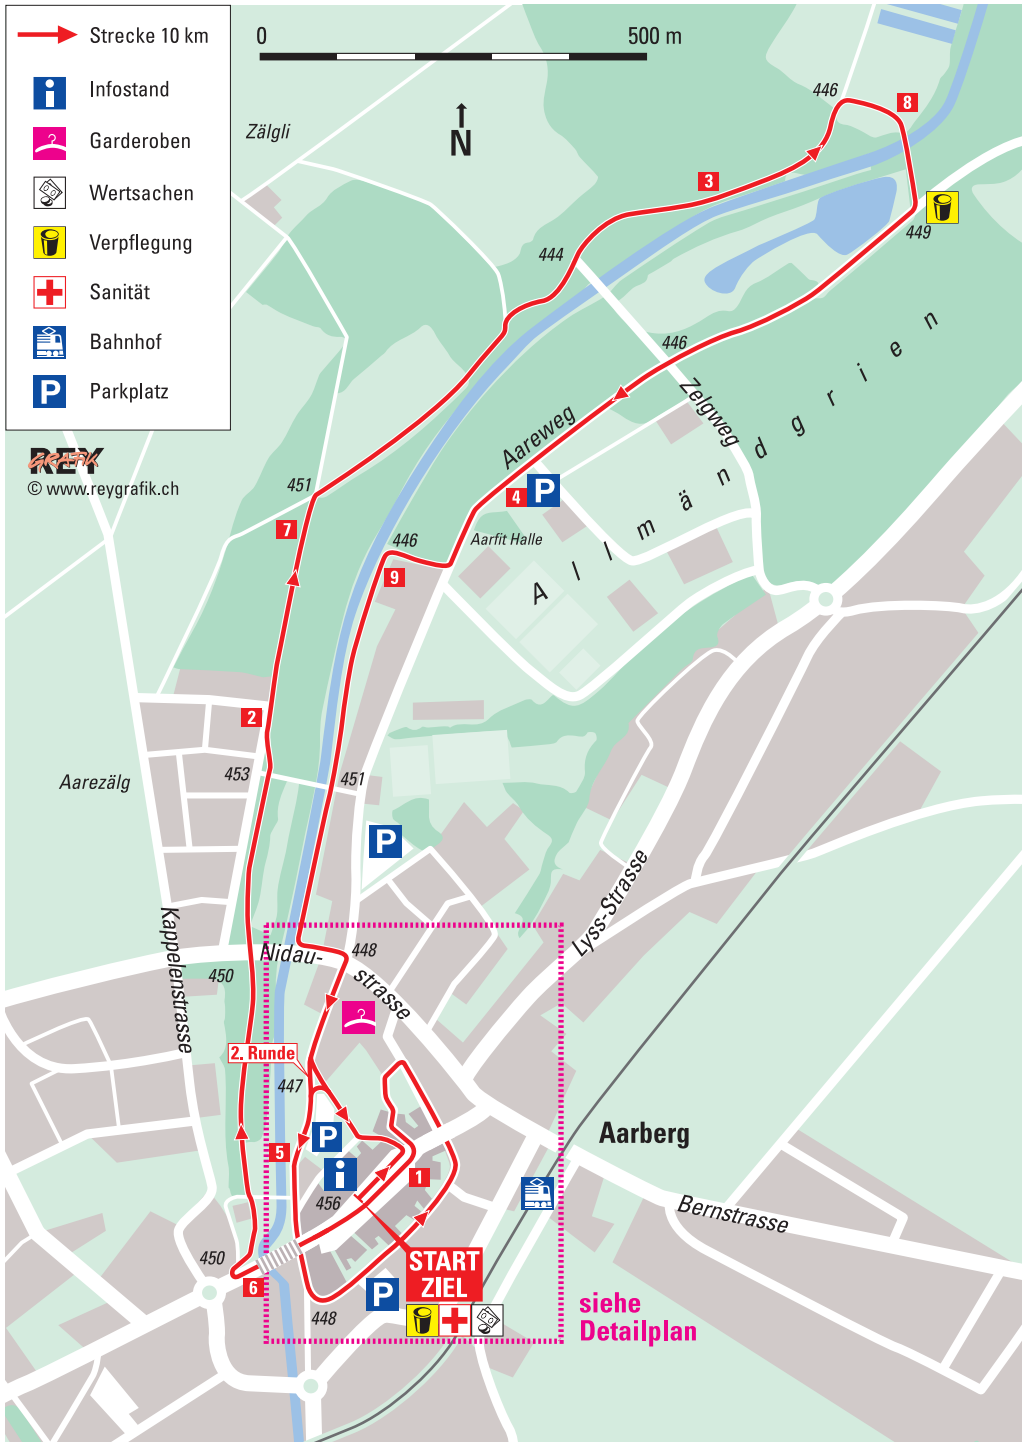 Strecke 10 km
Infostand
Garderoben
Wertsachen
Verpflegung
Sanität
Bahnhof
P
Parkplatz
REY
GRAFIK
© www.reygrafik.ch
0
500 m
N
Zälgli
446
8
3
449
444
446
Zelgweg
Aareweg
Allmändgrien
451
4
P
7
446
Aarfit Halle
9
2
453
451
Aarezälg
P
Lyss-Strasse
Kappelenstrasse
450
Nidau-
strasse
448
2. Runde
447
P
5
1
456
Aarberg
Bernstrasse
450
6
START
ZIEL
P
448
siehe
Detailplan